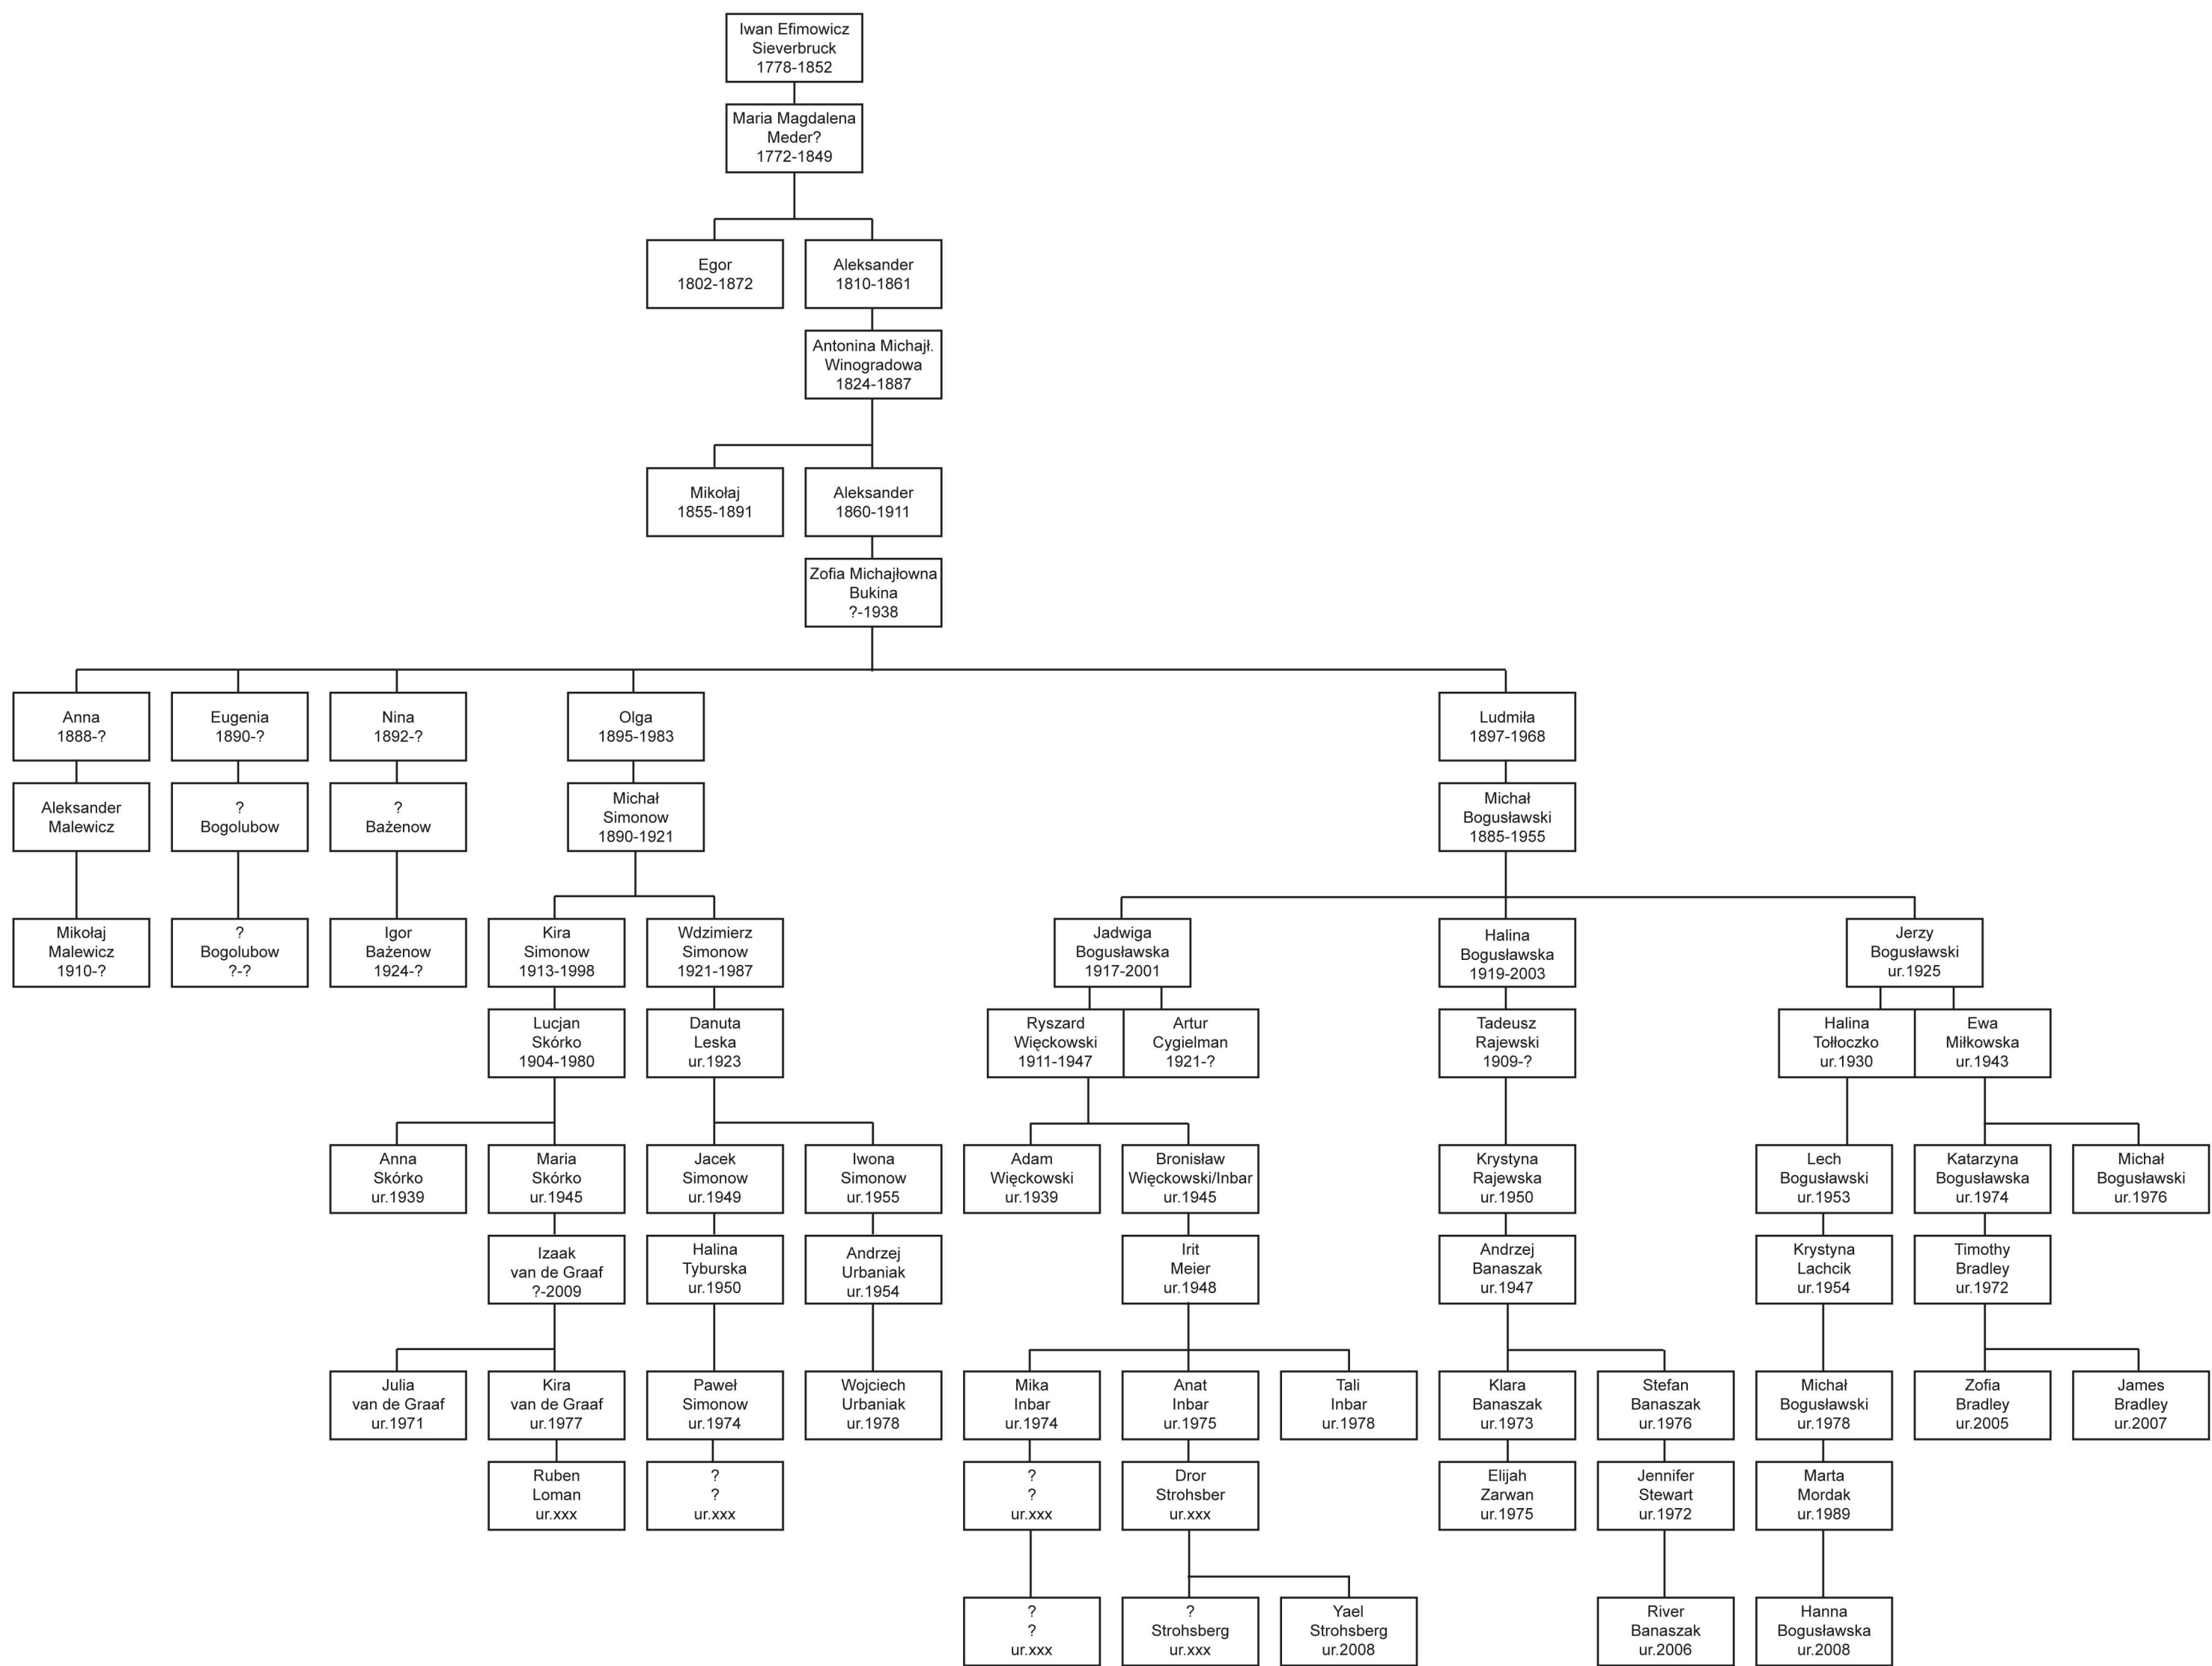 Iwan Efimowicz
Sieverbruck
1778-1852
Maria Magdalena
Meder?
1772-1849
Egor
1802-1872
Aleksander
1810-1861
Antonina Michajł.
Winogradowa
1824-1887
Mikołaj
1855-1891
Aleksander
1860-1911
Zofia Michajłowna
Bukina
?-1938
Anna
1888-?
Eugenia
1890-?
Nina
1892-?
Olga
1895-1983
Ludmiła
1897-1968
Aleksander
Malewicz
?
Bogolubow
?
Bażenow
Michał
Simonow
1890-1921
Michał
Bogusławski
1885-1955
Mikołaj
Malewicz
1910-?
?
Bogolubow
?-?
Igor
Bażenow
1924-?
Kira
Simonow
1913-1998
Wdzimierz
Simonow
1921-1987
Jadwiga
Bogusławska
1917-2001
Halina
Bogusławska
1919-2003
Jerzy
Bogusławski
ur.1925
Lucjan
Skórko
1904-1980
Danuta
Leska
ur.1923
Ryszard
Więckowski
1911-1947
Artur
Cygielman
1921-?
Tadeusz
Rajewski
1909-?
Halina
Tołłoczko
ur.1930
Ewa
Miłkowska
ur.1943
Anna
Skórko
ur.1939
Maria
Skórko
ur.1945
Jacek
Simonow
ur.1949
Iwona
Simonow
ur.1955
Adam
Więckowski
ur.1939
Bronisław
Więckowski/Inbar
ur.1945
Krystyna
Rajewska
ur.1950
Lech
Bogusławski
ur.1953
Katarzyna
Bogusławska
ur.1974
Michał
Bogusławski
ur.1976
Izaak
van de Graaf
?-2009
Halina
Tyburska
ur.1950
Andrzej
Urbaniak
ur.1954
Irit
Meier
ur.1948
Andrzej
Banaszak
ur.1947
Krystyna
Lachcik
ur.1954
Timothy
Bradley
ur.1972
Julia
van de Graaf
ur.1971
Kira
van de Graaf
ur.1977
Paweł
Simonow
ur.1974
Wojciech
Urbaniak
ur.1978
Mika
Inbar
ur.1974
Anat
Inbar
ur.1975
Tali
Inbar
ur.1978
Klara
Banaszak
ur.1973
Stefan
Banaszak
ur.1976
Michał
Bogusławski
ur.1978
Zofia
Bradley
ur.2005
James
Bradley
ur.2007
Ruben
Loman
ur.xxx
?
?
ur.xxx
?
?
ur.xxx
Dror
Strohsber
ur.xxx
Elijah
Zarwan
ur.1975
Jennifer
Stewart
ur.1972
Marta
Mordak
ur.1989
?
?
ur.xxx
?
Strohsberg
ur.xxx
Yael
Strohsberg
ur.2008
River
Banaszak
ur.2006
Hanna
Bogusławska
ur.2008